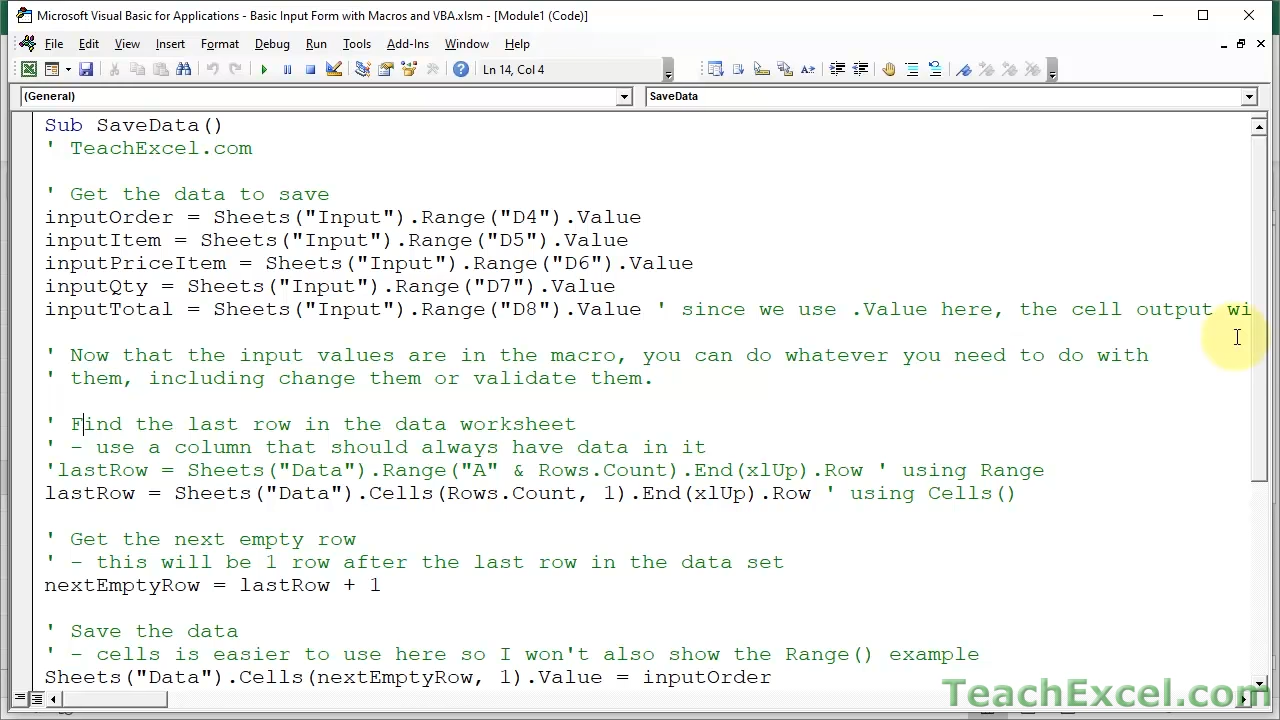 Microsoft Visual Basic for Applications - Basic Input Form with Macros and VBA.xlsm - [Module1 (Code)]
File Edit View Insert Format Debug Run Tools Add-Ins Window Help
Ln 14, Col 4
(General) SaveData
Sub SaveData()
' TeachExcel.com
' Get the data to save
inputOrder = Sheets("Input").Range("D4").Value
inputItem = Sheets("Input").Range("D5").Value
inputPriceItem = Sheets("Input").Range("D6").Value
inputQty = Sheets("Input").Range("D7").Value
inputTotal = Sheets("Input").Range("D8").Value ' since we use .Value here, the cell output wi
' Now that the input values are in the macro, you can do whatever you need to do with
' them, including change them or validate them.
' Find the last row in the data worksheet
' - use a column that should always have data in it
'lastRow = Sheets("Data").Range("A" & Rows.Count).End(xlUp).Row ' using Range
lastRow = Sheets("Data").Cells(Rows.Count, 1).End(xlUp).Row ' using Cells()
' Get the next empty row
' - this will be 1 row after the last row in the data set
nextEmptyRow = lastRow + 1
' Save the data
' - cells is easier to use here so I won't also show the Range() example
Sheets("Data").Cells(nextEmptyRow, 1).Value = inputOrder
TeachExcel.com